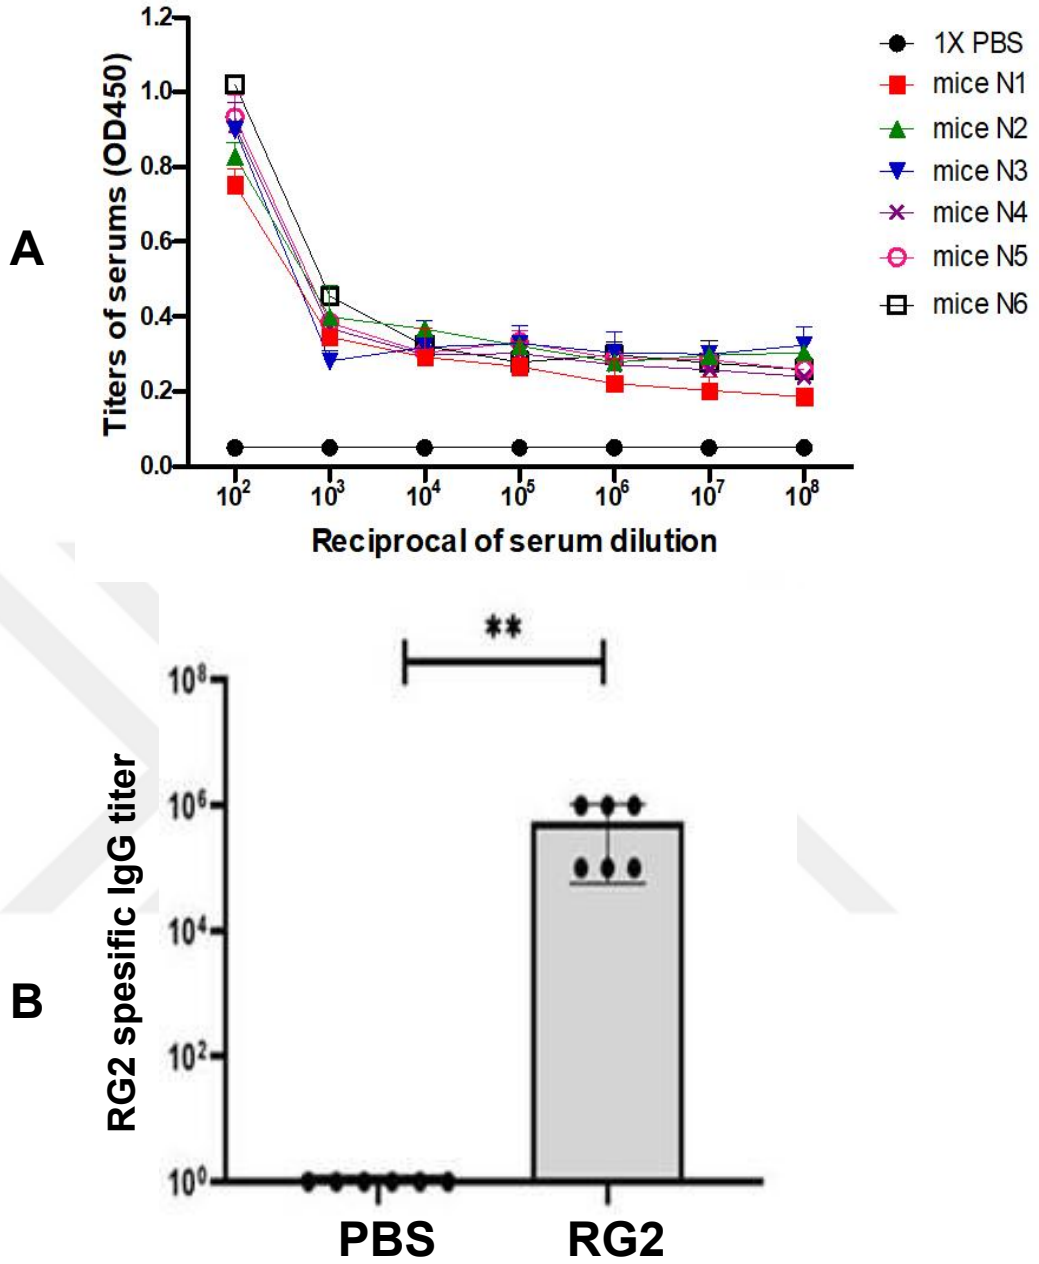 A
Titers of serums (OD450)
1.2
1.0
0.8
0.6
0.4
0.2
0.0
10²
10³
10⁴
10⁵
10⁶
10⁷
10⁸
Reciprocal of serum dilution
1X PBS
mice N1
mice N2
mice N3
mice N4
mice N5
mice N6
B
RG2 spesific IgG titer
**
10⁸
10⁶
10⁴
10²
10⁰
PBS
RG2